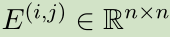 $E^{(i,j)} \in \mathbb{R}^{n \times n}$